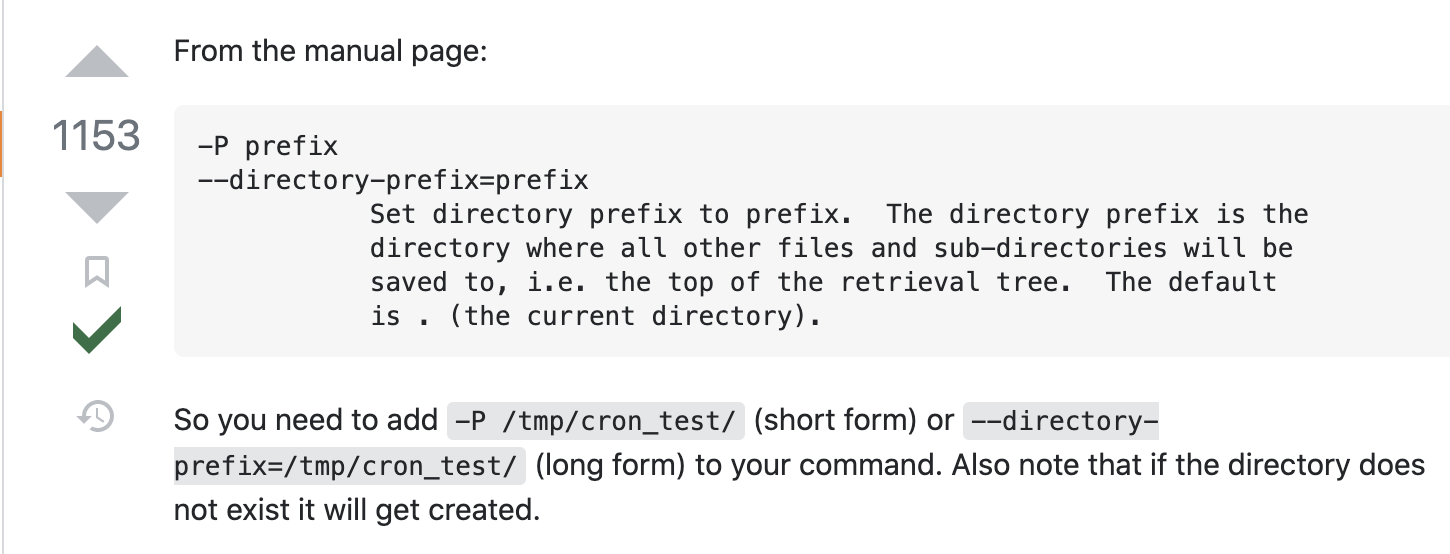 From the manual page:
1153
-P prefix
--directory-prefix=prefix
Set directory prefix to prefix.  The directory prefix is the
directory where all other files and sub-directories will be
saved to, i.e. the top of the retrieval tree.  The default
is . (the current directory).
So you need to add -P /tmp/cron_test/ (short form) or --directory-
prefix=/tmp/cron_test/ (long form) to your command. Also note that if the directory does
not exist it will get created.